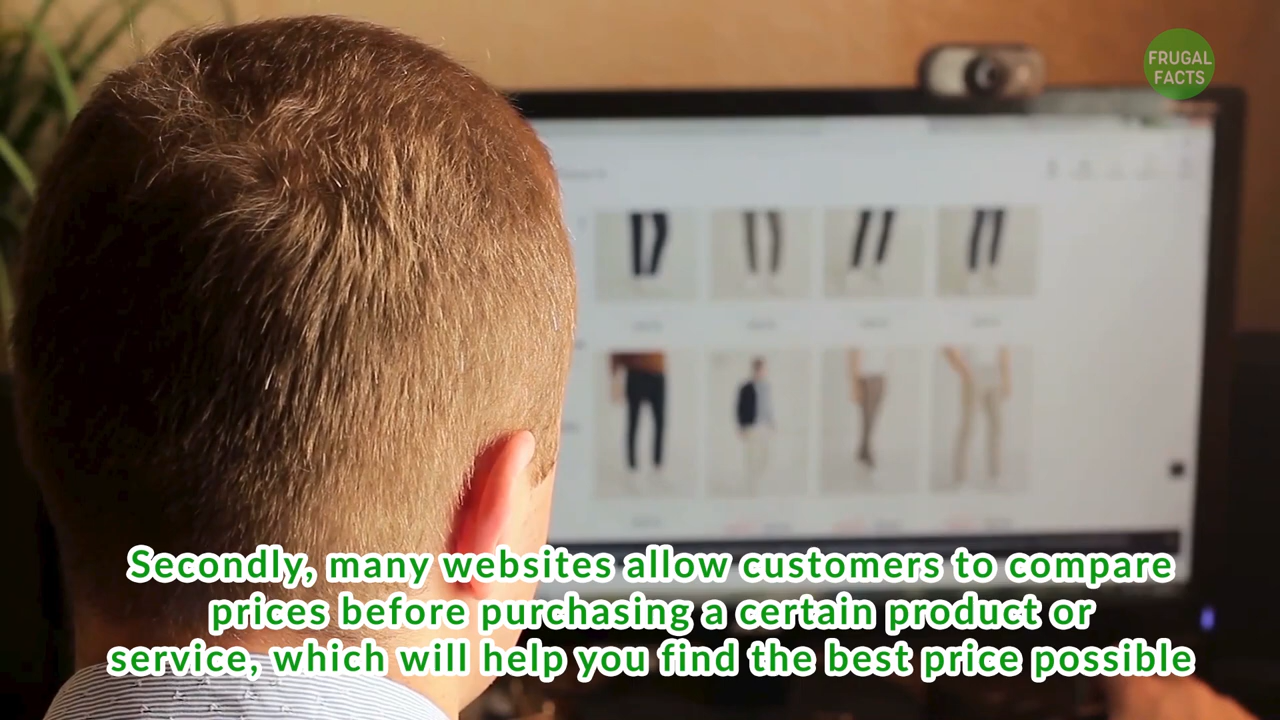 FRUGAL
FACTS
Secondly, many websites allow customers to compare
prices before purchasing a certain product or
service, which will help you find the best price possible